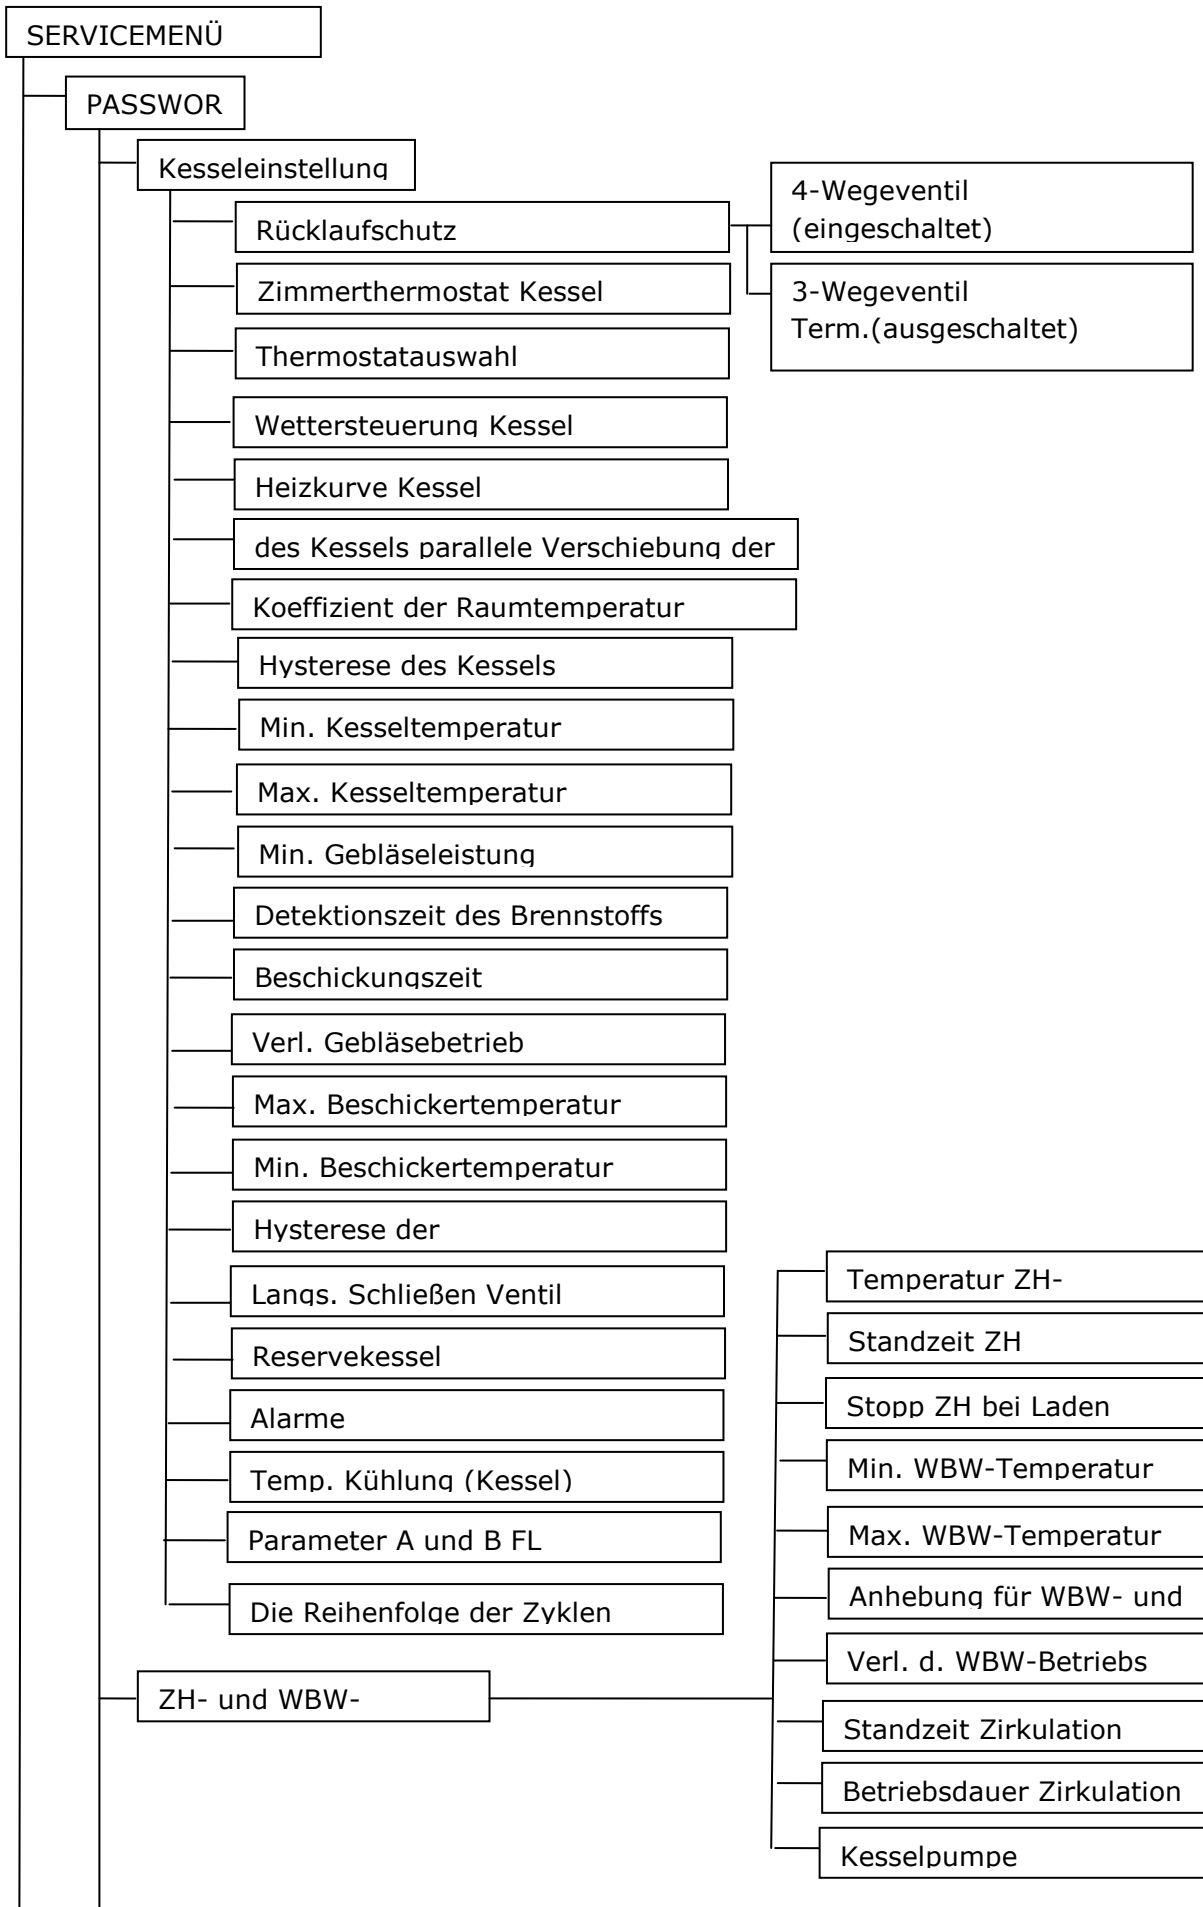 SERVICEMENÜ
PASSWOR
Kesseleinstellung
Rücklaufschutz
4-Wegeventil
(eingeschaltet)
3-Wegeventil
Term.(ausgeschaltet)
Zimmerthermostat Kessel
Thermostatauswahl
Wettersteuerung Kessel
Heizkurve Kessel
des Kessels parallele Verschiebung der
Koeffizient der Raumtemperatur
Hysterese des Kessels
Min. Kesseltemperatur
Max. Kesseltemperatur
Min. Gebläseleistung
Detektionszeit des Brennstoffs
Beschickungszeit
Verl. Gebläsebetrieb
Max. Beschickertemperatur
Min. Beschickertemperatur
Hysterese der
Langs. Schließen Ventil
Reservekessel
Alarme
Temp. Kühlung (Kessel)
Parameter A und B FL
Die Reihenfolge der Zyklen
ZH- und WBW-
Temperatur ZH-
Standzeit ZH
Stopp ZH bei Laden
Min. WBW-Temperatur
Max. WBW-Temperatur
Anhebung für WBW- und
Verl. d. WBW-Betriebs
Standzeit Zirkulation
Betriebsdauer Zirkulation
Kesselpumpe